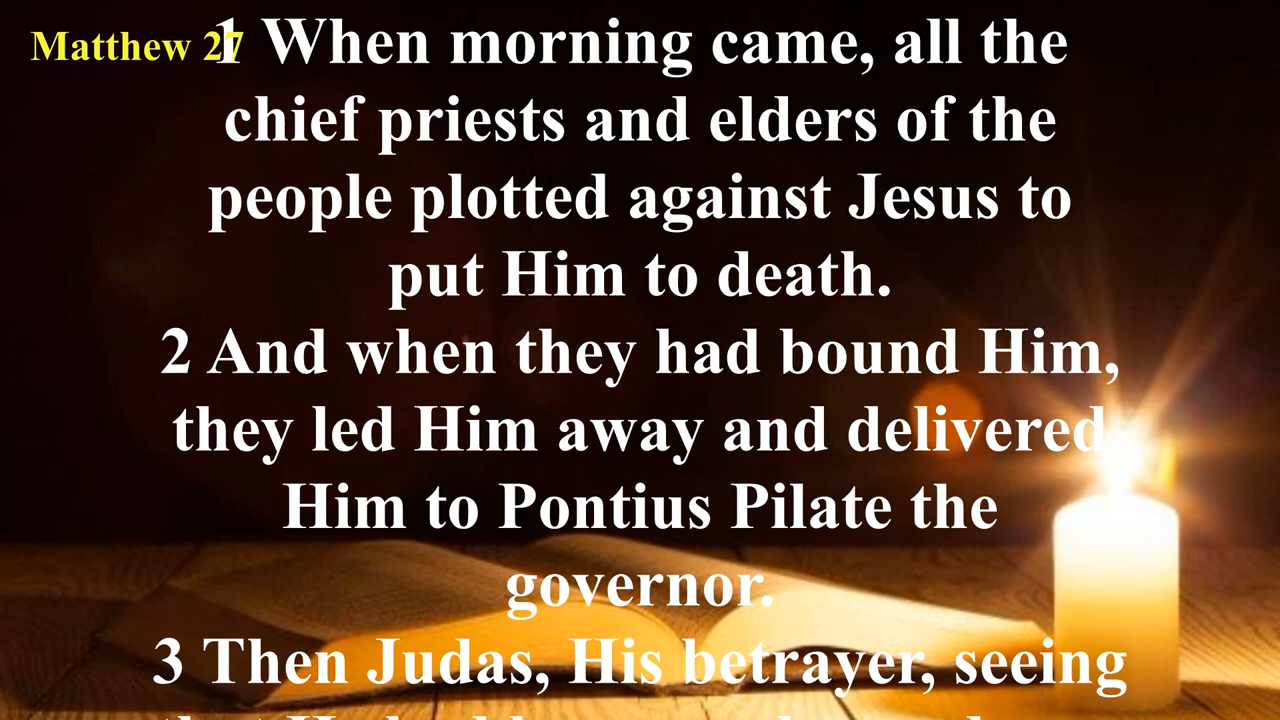 Matthew 27
1 When morning came, all the
chief priests and elders of the
people plotted against Jesus to
put Him to death.
2 And when they had bound Him,
they led Him away and delivered
Him to Pontius Pilate the
governor.
3 Then Judas, His betrayer, seeing